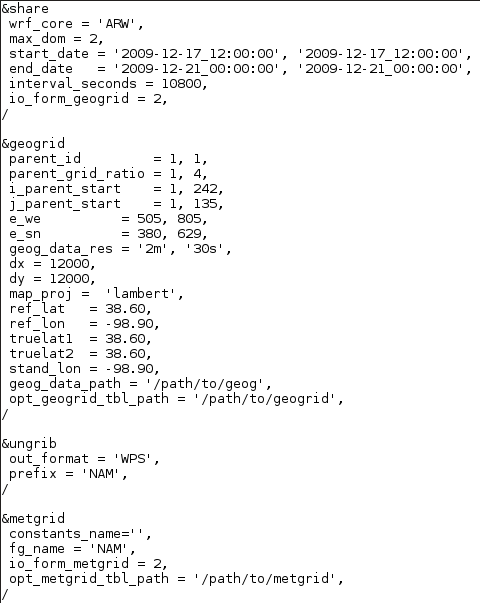 &share
 wrf_core = 'ARW',
 max_dom = 2,
 start_date = '2009-12-17_12:00:00', '2009-12-17_12:00:00',
 end_date   = '2009-12-21_00:00:00', '2009-12-21_00:00:00',
 interval_seconds = 10800,
 io_form_geogrid = 2,
/

&geogrid
 parent_id         = 1, 1,
 parent_grid_ratio = 1, 4,
 i_parent_start    = 1, 242,
 j_parent_start    = 1, 135,
 e_we          = 505, 805,
 e_sn          = 380, 629,
 geog_data_res = '2m', '30s',
 dx = 12000,
 dy = 12000,
 map_proj =  'lambert',
 ref_lat   = 38.60,
 ref_lon   = -98.90,
 truelat1  = 38.60,
 truelat2  = 38.60,
 stand_lon = -98.90,
 geog_data_path = '/path/to/geog',
 opt_geogrid_tbl_path = '/path/to/geogrid',
/

&ungrib
 out_format = 'WPS',
 prefix = 'NAM',
/

&metgrid
 constants_name='',
 fg_name = 'NAM',
 io_form_metgrid = 2,
 opt_metgrid_tbl_path = '/path/to/metgrid',
/